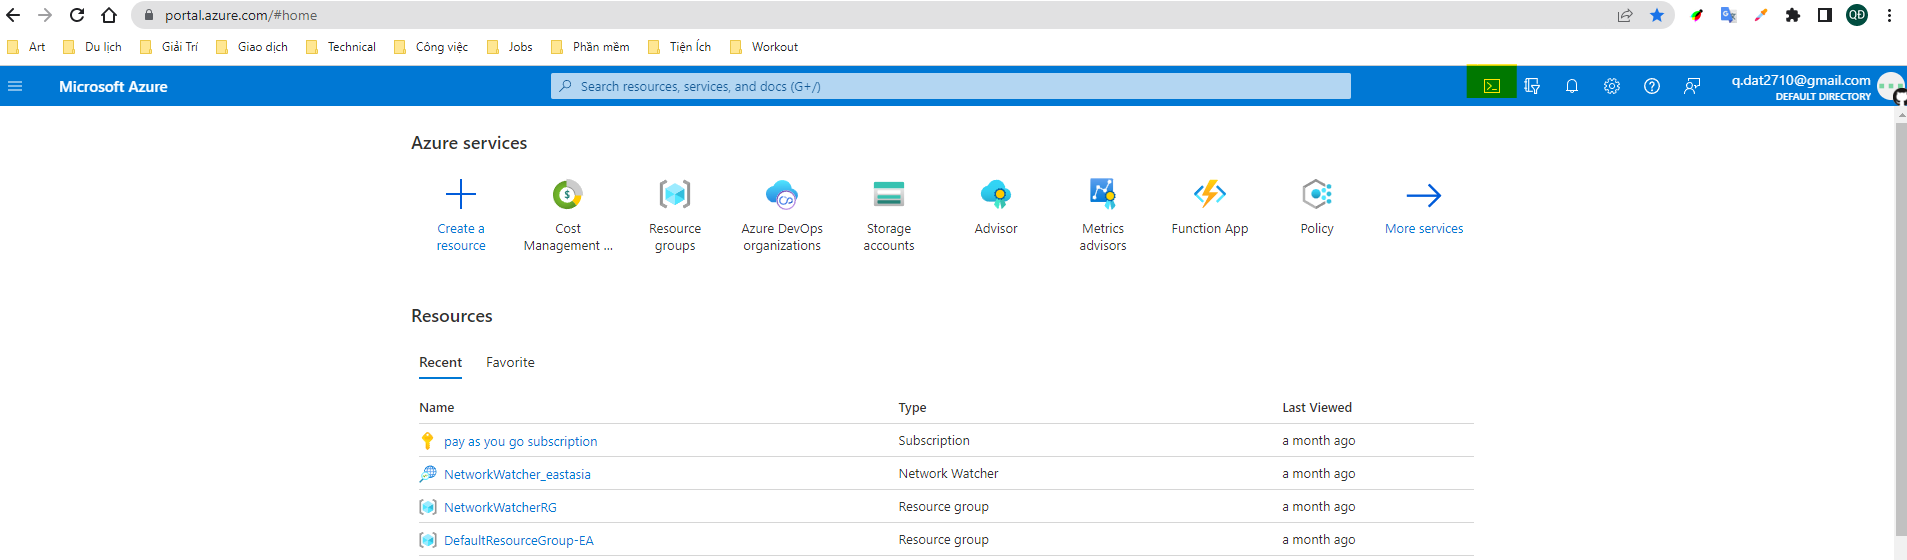 portal.azure.com/#home
QĐ
Art Du lịch Giải Trí Giao dịch Technical Công việc Jobs Phần mềm Tiện Ích Workout
Microsoft Azure
Search resources, services, and docs (G+/)
q.dat2710@gmail.com
DEFAULT DIRECTORY
Azure services
Create a resource
Cost Management ...
Resource groups
Azure DevOps organizations
Storage accounts
Advisor
Metrics advisors
Function App
Policy
More services
Resources
Recent Favorite
Name Type Last Viewed
pay as you go subscription Subscription a month ago
NetworkWatcher_eastasia Network Watcher a month ago
NetworkWatcherRG Resource group a month ago
DefaultResourceGroup-EA Resource group a month ago